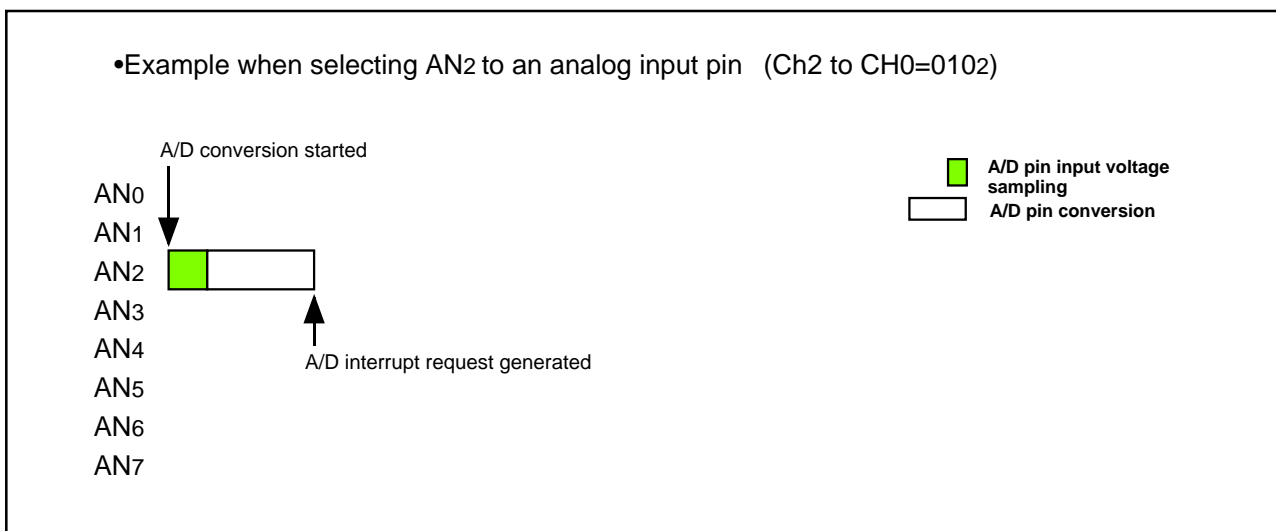 •Example when selecting AN2 to an analog input pin (Ch2 to CH0=0102)
A/D conversion started
A/D pin input voltage
sampling
A/D pin conversion
AN0
AN1
AN2
AN3
AN4
AN5
AN6
AN7
A/D interrupt request generated